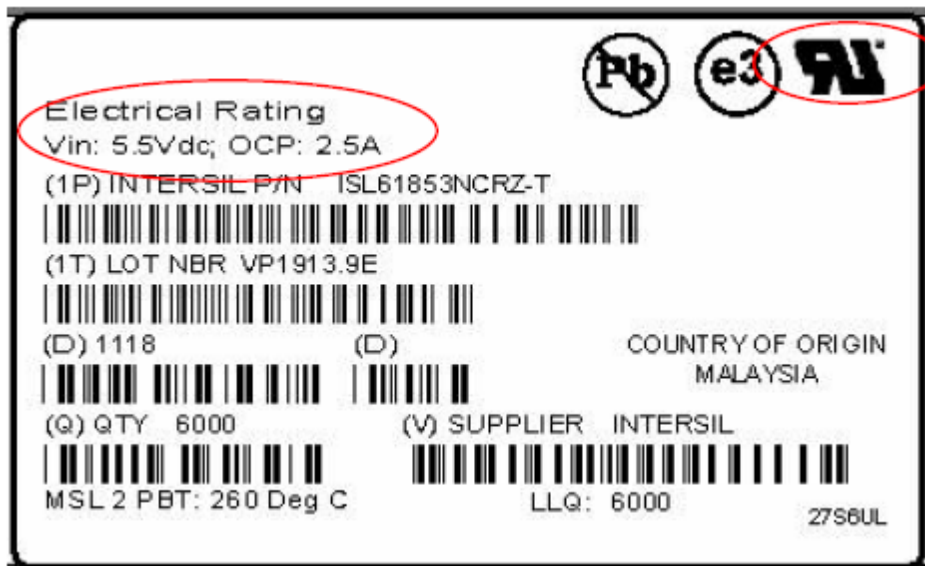 Pb e3 RU
Electrical Rating
Vin: 5.5Vdc; OCP: 2.5A
(1P) INTERSIL P/N ISL61853NCRZ-T
(1T) LOT NBR VP1913.9E
(D) 1118 (D)
COUNTRY OF ORIGIN
MALAYSIA
(Q) QTY 6000 (V) SUPPLIER INTERSIL
MSL 2 PBT: 260 Deg C LLQ: 6000 27S6UL